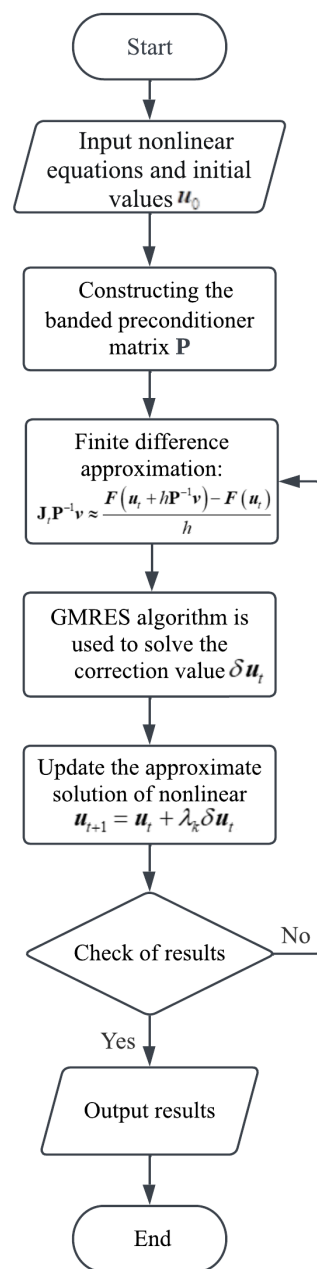 Start
Input nonlinear
equations and initial
values u₀
Constructing the
banded preconditioner
matrix P
Finite difference
approximation:
JₜP⁻¹v ≈ (F(uₜ + hP⁻¹v) − F(uₜ)) / h
GMRES algorithm is
used to solve the
correction value δuₜ
Update the approximate
solution of nonlinear
uₜ₊₁ = uₜ + λₖδuₜ
Check of results
No
Yes
Output results
End